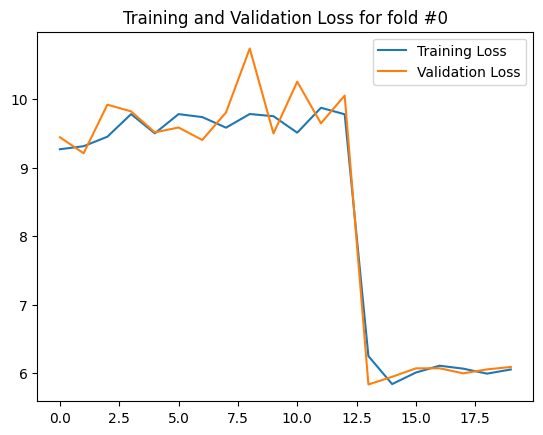 Training and Validation Loss for fold #0
Training Loss
Validation Loss
10
9
8
7
6
0.0 2.5 5.0 7.5 10.0 12.5 15.0 17.5